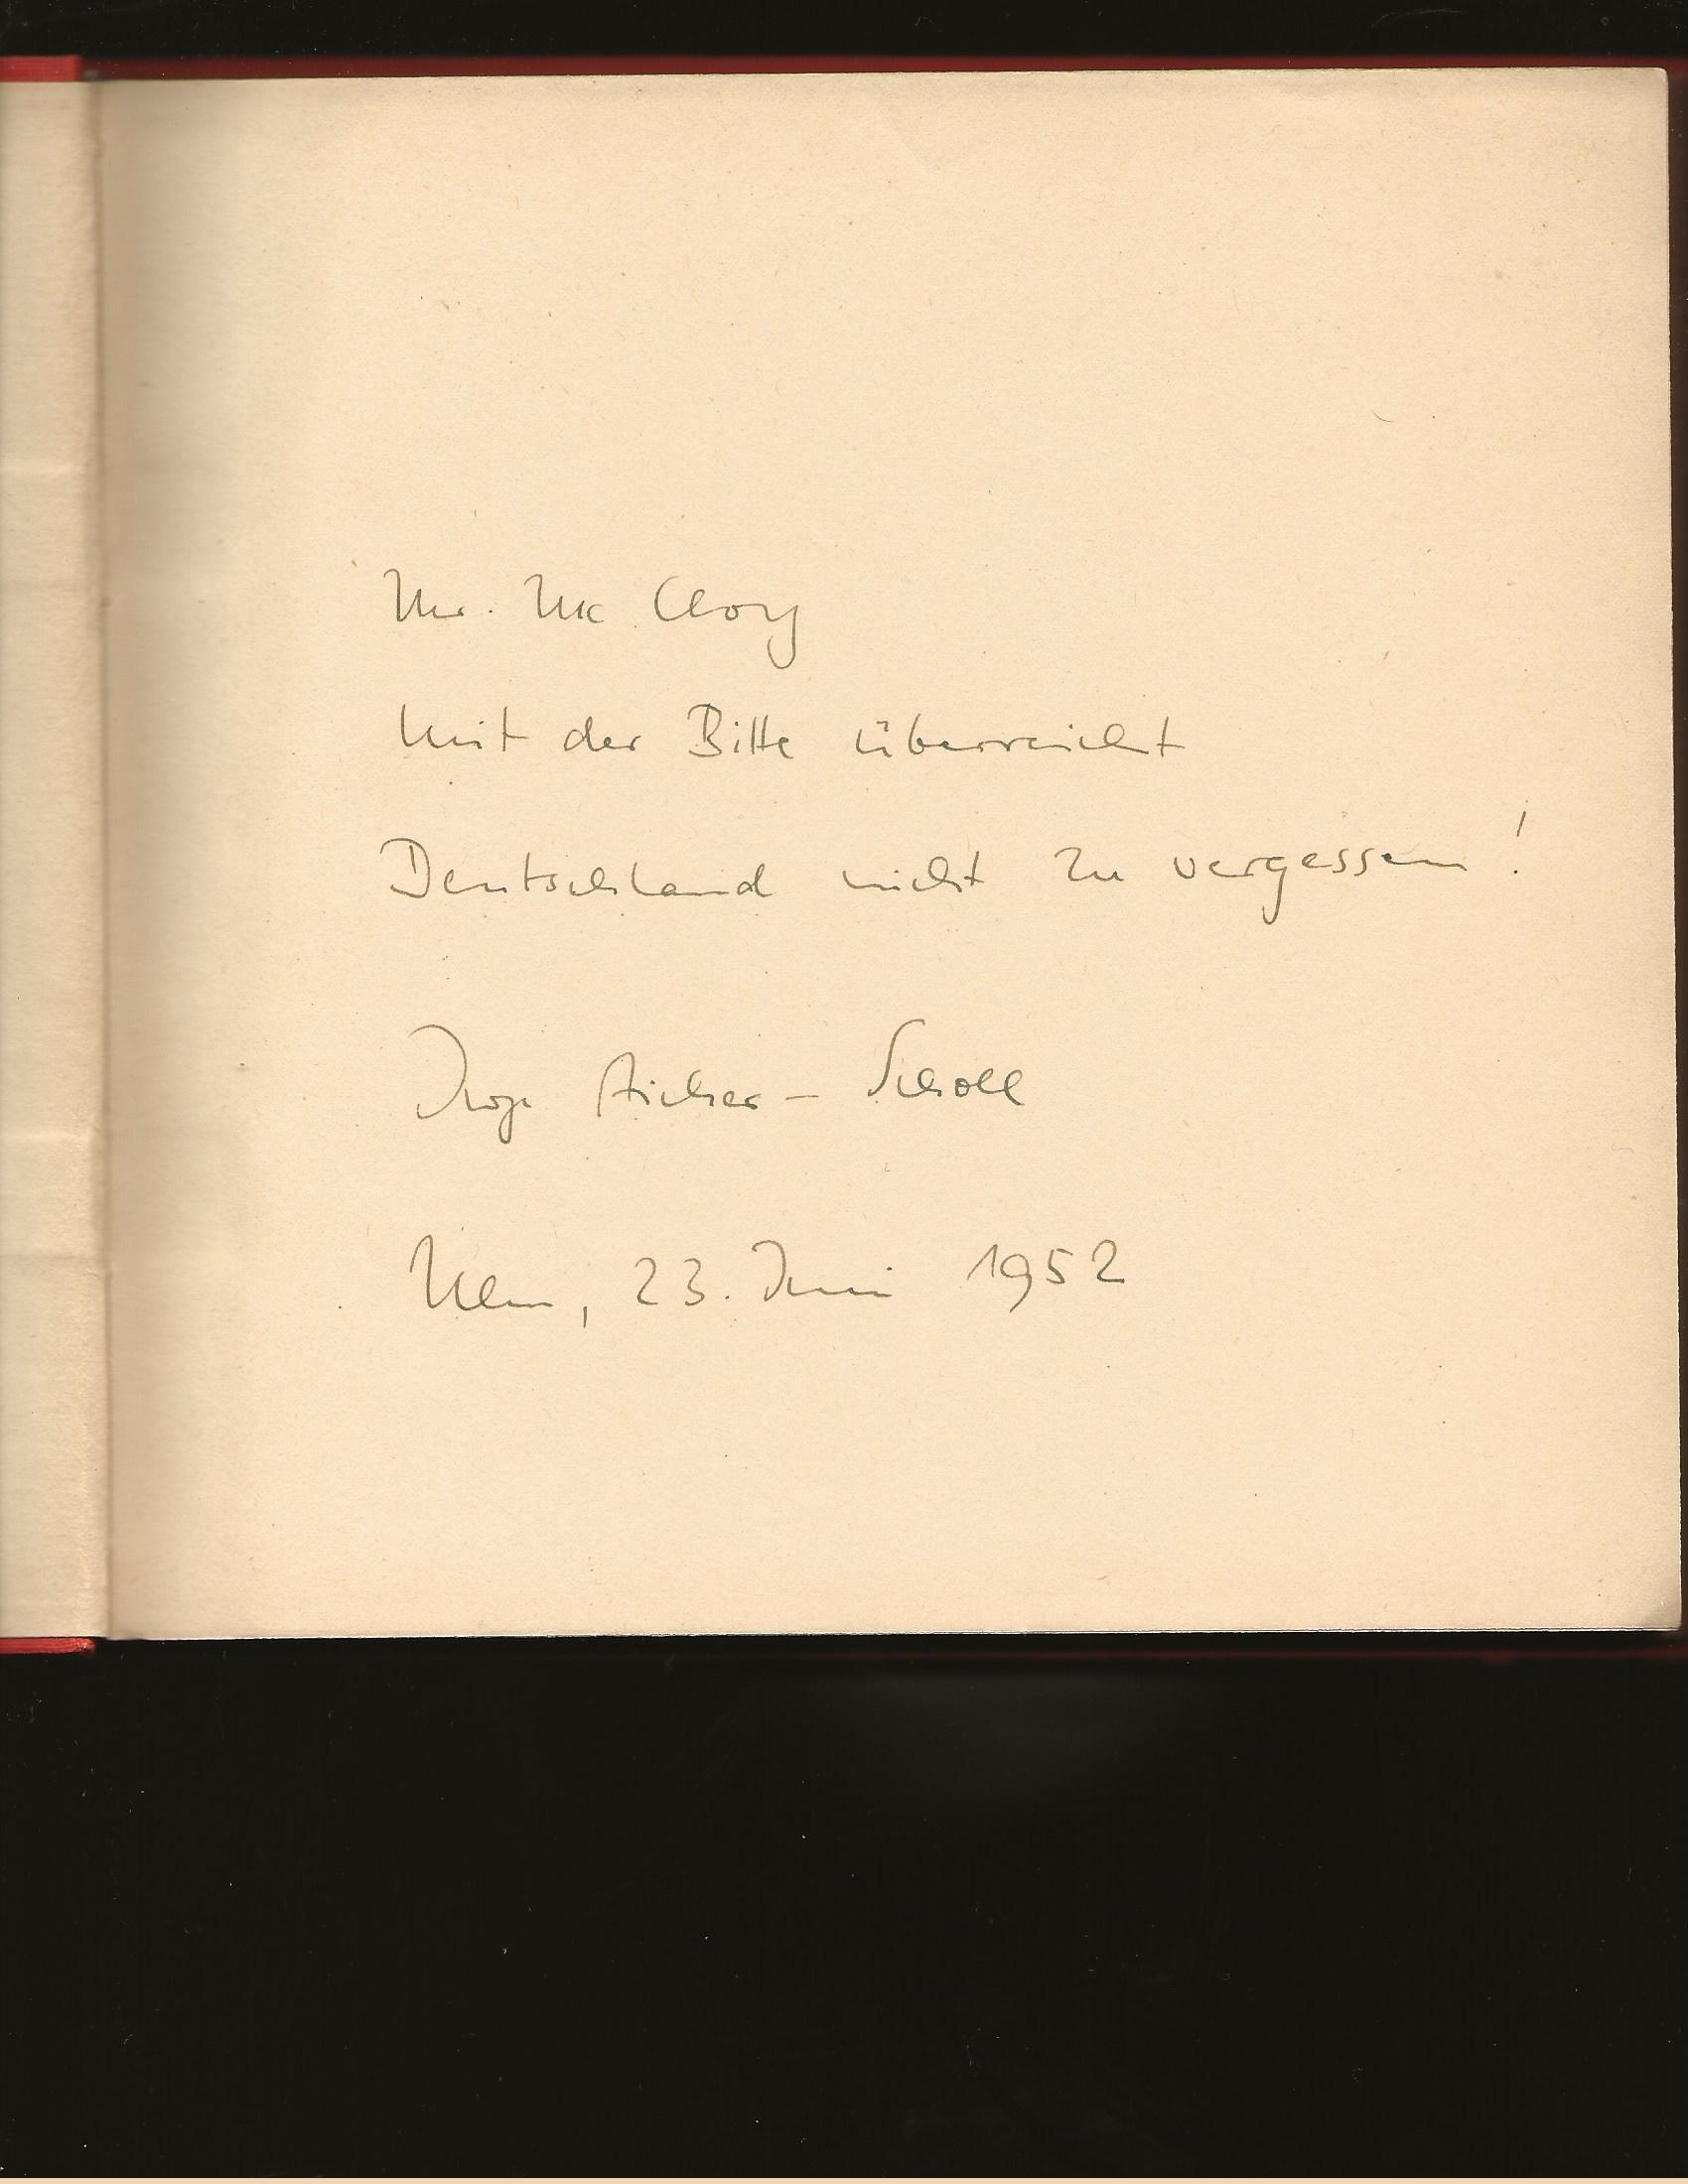 Mr. Mc Cloy
mit der Bitte überreicht
Deutschland nicht zu vergessen!
Inge Aicher – Scholl
Ulm, 23. Juni 1952